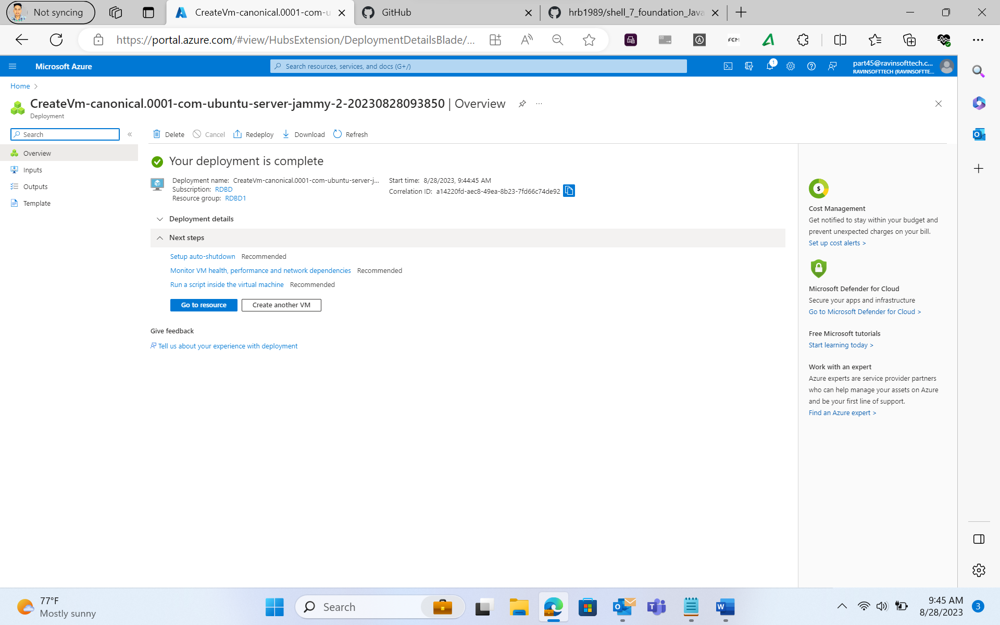 Not syncing
CreateVm-canonical.0001-com-u
GitHub
hrb1989/shell_7_foundation_Java
https://portal.azure.com/#view/HubsExtension/DeploymentDetailsBlade/...
FCM
Microsoft Azure
Search resources, services, and docs (G+/)
1
part45@ravinsofttech.c...
RAVINSOFTTECH (RAVINSOFTTE...
Home
CreateVm-canonical.0001-com-ubuntu-server-jammy-2-20230828093850 | Overview
Deployment
Search
Delete
Cancel
Redeploy
Download
Refresh
Overview
Inputs
Outputs
Template
Your deployment is complete
Deployment name: CreateVm-canonical.0001-com-ubuntu-server-j...
Subscription: RDBD
Resource group: RDBD1
Start time: 8/28/2023, 9:44:45 AM
Correlation ID: a14220fd-aec8-49ea-8b23-7fd66c74de92
Deployment details
Next steps
Setup auto-shutdown Recommended
Monitor VM health, performance and network dependencies Recommended
Run a script inside the virtual machine Recommended
Go to resource
Create another VM
Give feedback
Tell us about your experience with deployment
Cost Management
Get notified to stay within your budget and
prevent unexpected charges on your bill.
Set up cost alerts >
Microsoft Defender for Cloud
Secure your apps and infrastructure
Go to Microsoft Defender for Cloud >
Free Microsoft tutorials
Start learning today >
Work with an expert
Azure experts are service provider partners
who can help manage your assets on Azure
and be your first line of support.
Find an Azure expert >
77°F
Mostly sunny
Search
9:45 AM
8/28/2023
3